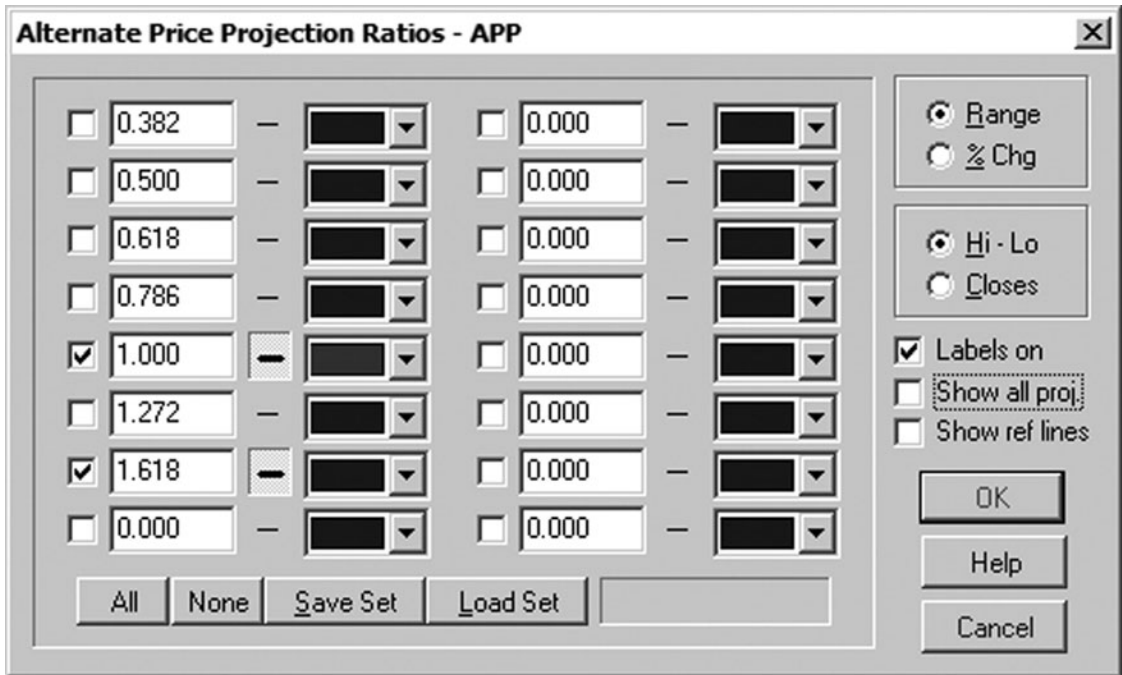 Alternate Price Projection Ratios - APP
0.382
0.500
0.618
0.786
1.000
1.272
1.618
0.000
0.000
0.000
0.000
0.000
0.000
0.000
0.000
0.000
All None Save Set Load Set
Range
% Chg
Hi - Lo
Closes
Labels on
Show all proj.
Show ref lines
OK
Help
Cancel